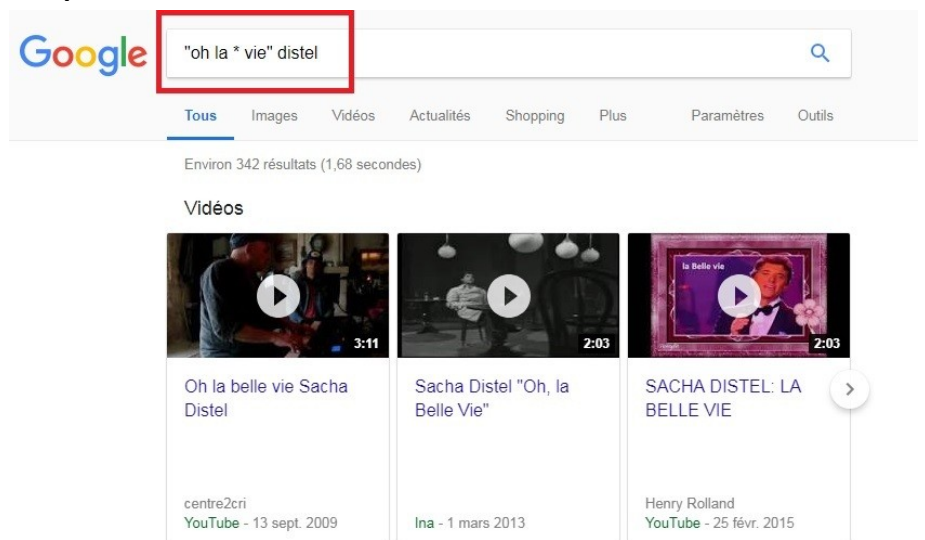 Google
"oh la * vie" distel
Tous Images Vidéos Actualités Shopping Plus Paramètres Outils
Environ 342 résultats (1,68 secondes)
Vidéos
la Belle vie
3:11
2:03
2:03
Oh la belle vie Sacha
Distel
centre2cri
YouTube - 13 sept. 2009
Sacha Distel "Oh, la
Belle Vie"
Ina - 1 mars 2013
SACHA DISTEL: LA
BELLE VIE
Henry Rolland
YouTube - 25 févr. 2015